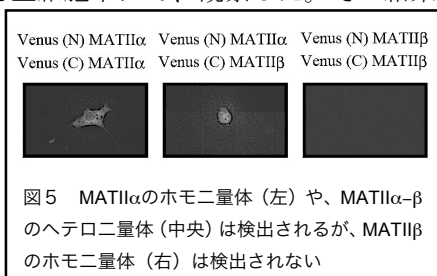 Venus (N) MATIIα
Venus (C) MATIIα
Venus (N) MATIIα
Venus (C) MATIIβ
Venus (N) MATIIβ
Venus (C) MATIIβ
図5 MATIIαのホモ二量体（左）や、MATIIα–β
のヘテロ二量体（中央）は検出されるが、MATIIβ
のホモ二量体（右）は検出されない